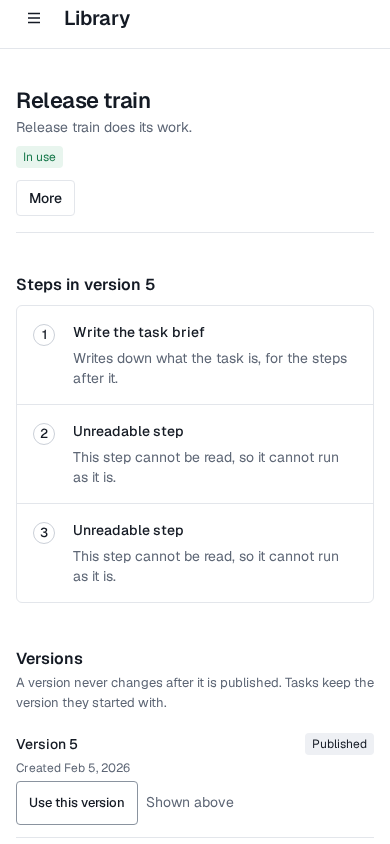 Library
Release train
Release train does its work.
In use
More
Steps in version 5
1
Write the task brief
Writes down what the task is, for the steps
after it.
2
Unreadable step
This step cannot be read, so it cannot run
as it is.
3
Unreadable step
This step cannot be read, so it cannot run
as it is.
Versions
A version never changes after it is published. Tasks keep the
version they started with.
Version 5
Published
Created Feb 5, 2026
Use this version
Shown above